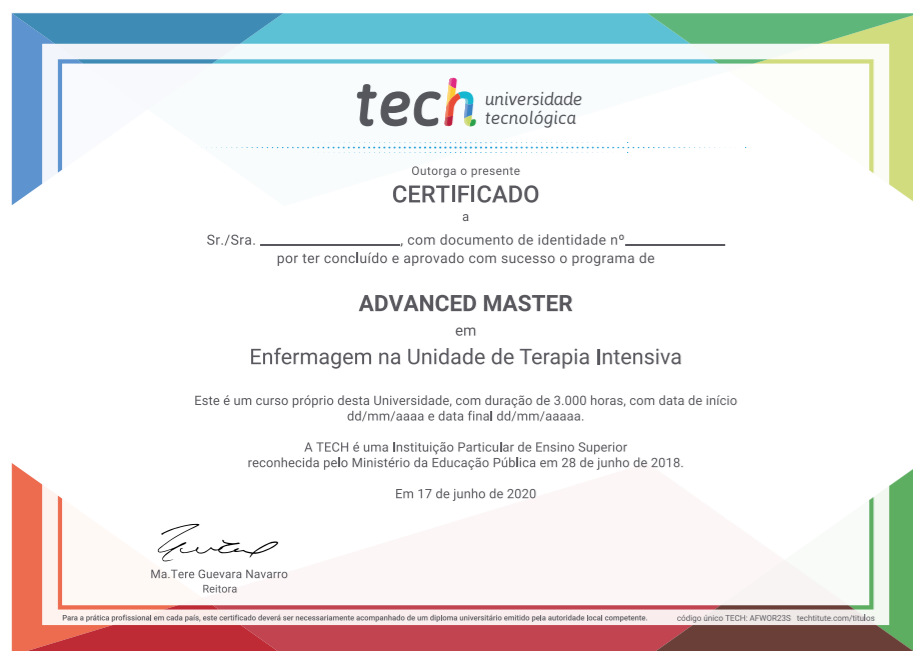 tech universidade
tecnológica
Outorga o presente
CERTIFICADO
a
Sr./Sra. ____________________, com documento de identidade nº______________
por ter concluído e aprovado com sucesso o programa de
ADVANCED MASTER
em
Enfermagem na Unidade de Terapia Intensiva
Este é um curso próprio desta Universidade, com duração de 3.000 horas, com data de início
dd/mm/aaaa e data final dd/mm/aaaaa.
A TECH é uma Instituição Particular de Ensino Superior
reconhecida pelo Ministério da Educação Pública em 28 de junho de 2018.
Em 17 de junho de 2020
Ma.Tere Guevara Navarro
Reitora
Para a prática profissional em cada país, este certificado deverá ser necessariamente acompanhado de um diploma universitário emitido pela autoridade local competente. código único TECH: AFWOR23S techtitute.com/titulos